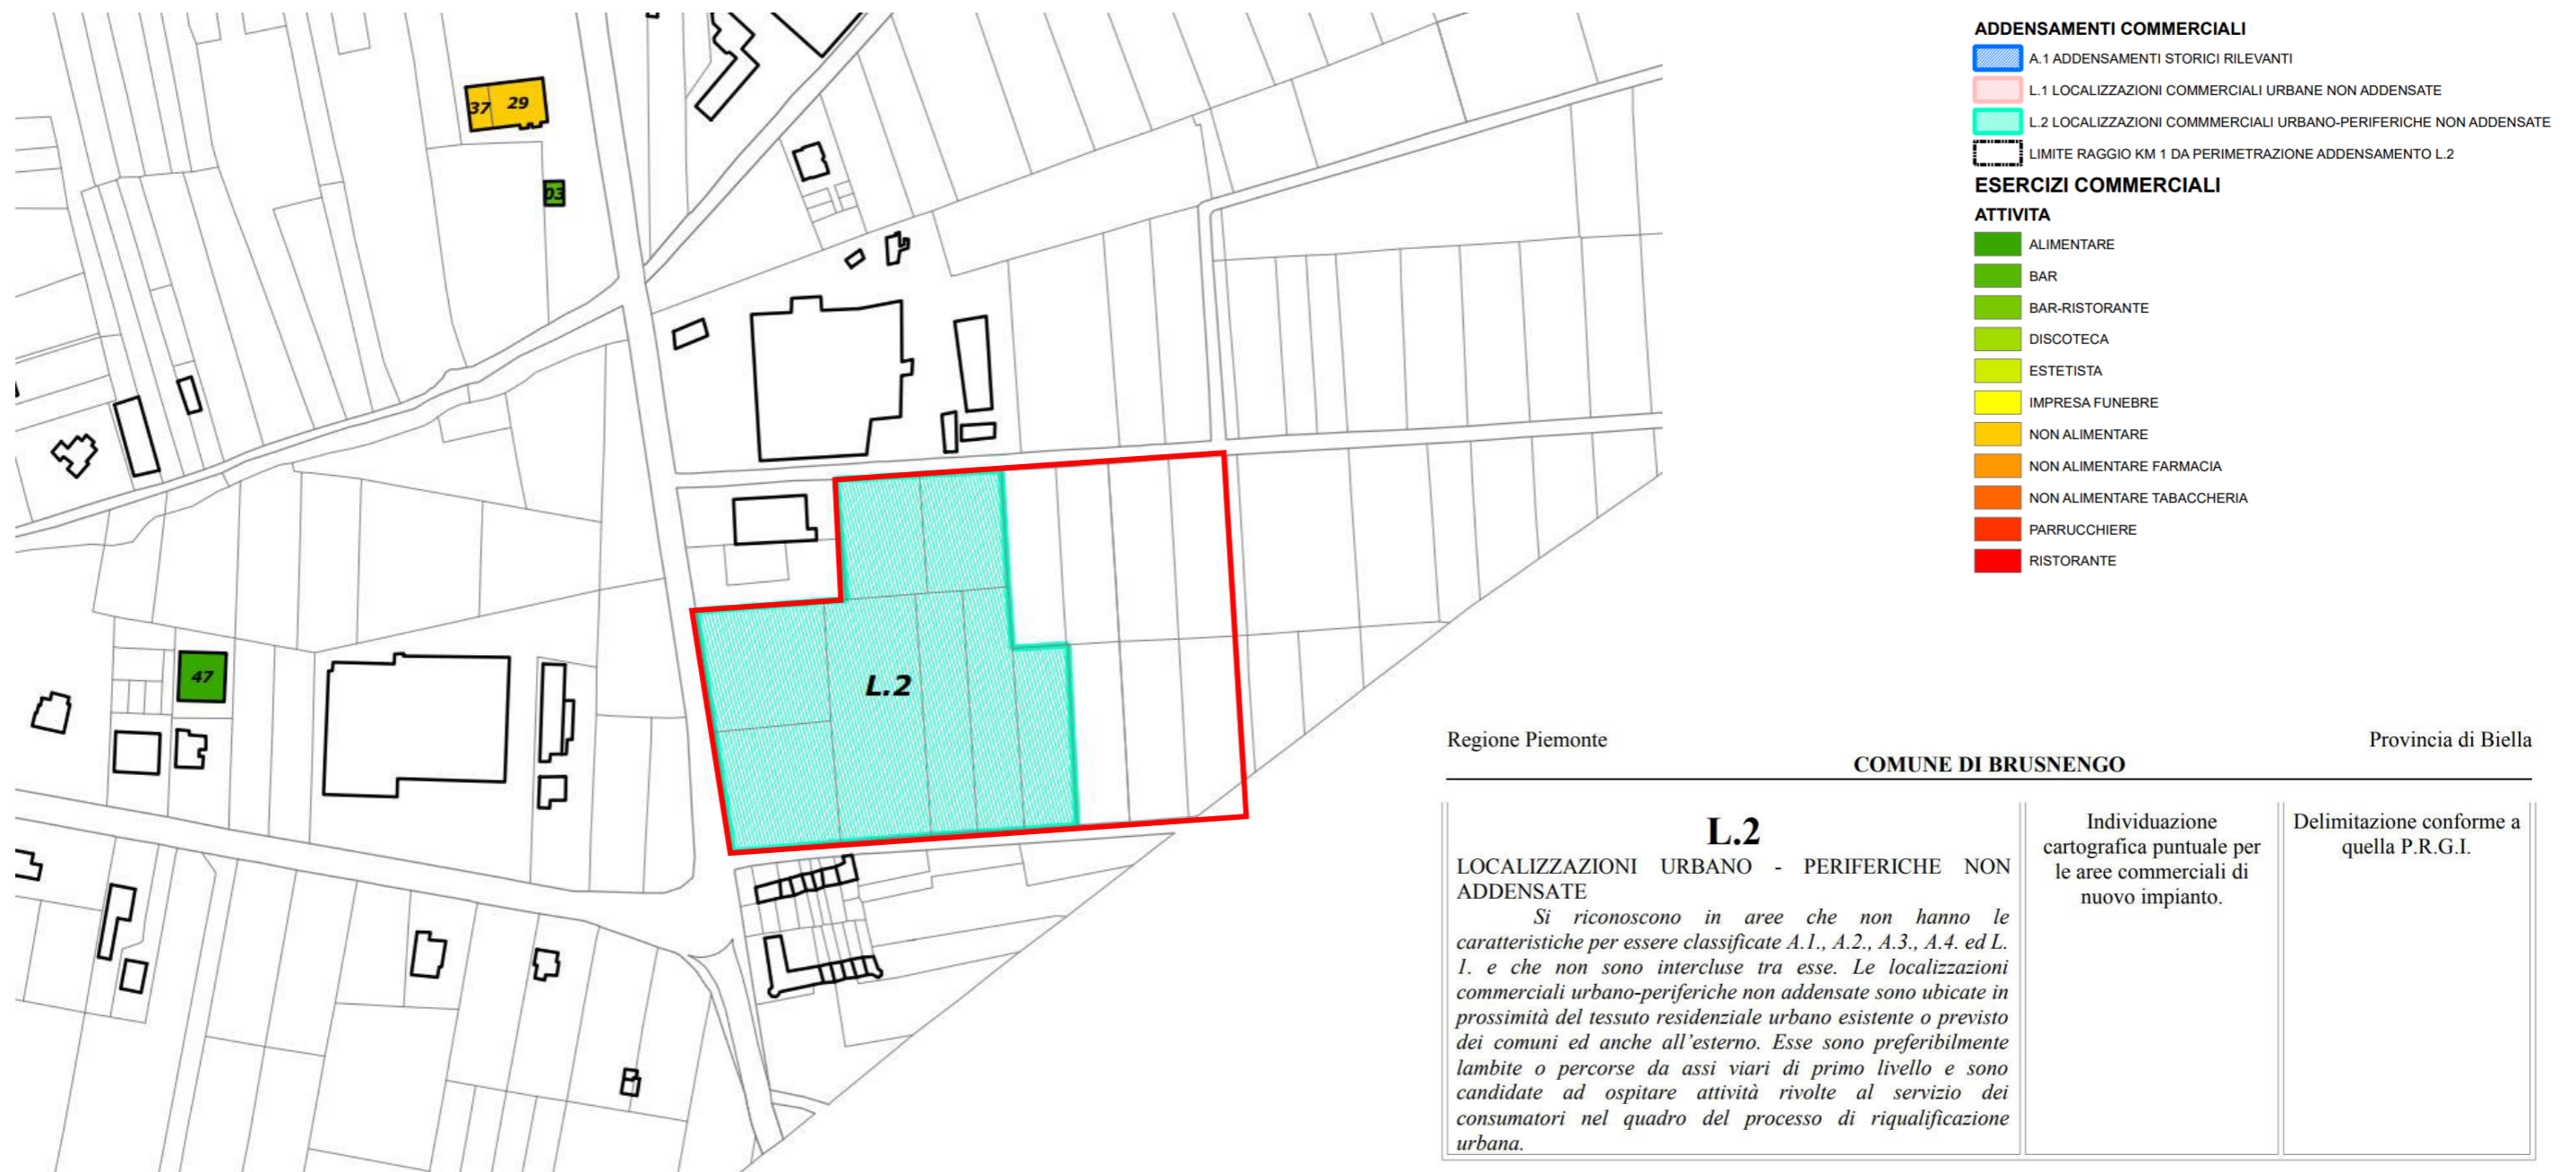 37 29
03
47
L.2
ADDENSAMENTI COMMERCIALI
A.1 ADDENSAMENTI STORICI RILEVANTI
L.1 LOCALIZZAZIONI COMMERCIALI URBANE NON ADDENSATE
L.2 LOCALIZZAZIONI COMMMERCIALI URBANO-PERIFERICHE NON ADDENSATE
LIMITE RAGGIO KM 1 DA PERIMETRAZIONE ADDENSAMENTO L.2
ESERCIZI COMMERCIALI
ATTIVITA
ALIMENTARE
BAR
BAR-RISTORANTE
DISCOTECA
ESTETISTA
IMPRESA FUNEBRE
NON ALIMENTARE
NON ALIMENTARE FARMACIA
NON ALIMENTARE TABACCHERIA
PARRUCCHIERE
RISTORANTE
Regione Piemonte Provincia di Biella
COMUNE DI BRUSNENGO
L.2
LOCALIZZAZIONI URBANO - PERIFERICHE NON
ADDENSATE
Si riconoscono in aree che non hanno le
caratteristiche per essere classificate A.1., A.2., A.3., A.4. ed L.
1. e che non sono intercluse tra esse. Le localizzazioni
commerciali urbano-periferiche non addensate sono ubicate in
prossimità del tessuto residenziale urbano esistente o previsto
dei comuni ed anche all'esterno. Esse sono preferibilmente
lambite o percorse da assi viari di primo livello e sono
candidate ad ospitare attività rivolte al servizio dei
consumatori nel quadro del processo di riqualificazione
urbana.
Individuazione
cartografica puntuale per
le aree commerciali di
nuovo impianto.
Delimitazione conforme a
quella P.R.G.I.